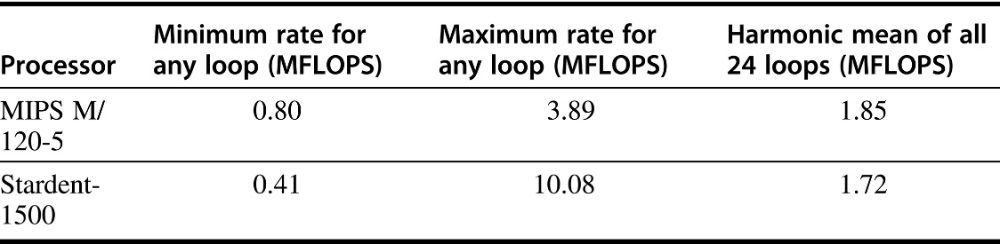 Processor Minimum rate for any loop (MFLOPS) Maximum rate for any loop (MFLOPS) Harmonic mean of all 24 loops (MFLOPS)
MIPS M/
120-5 0.80 3.89 1.85
Stardent-
1500 0.41 10.08 1.72